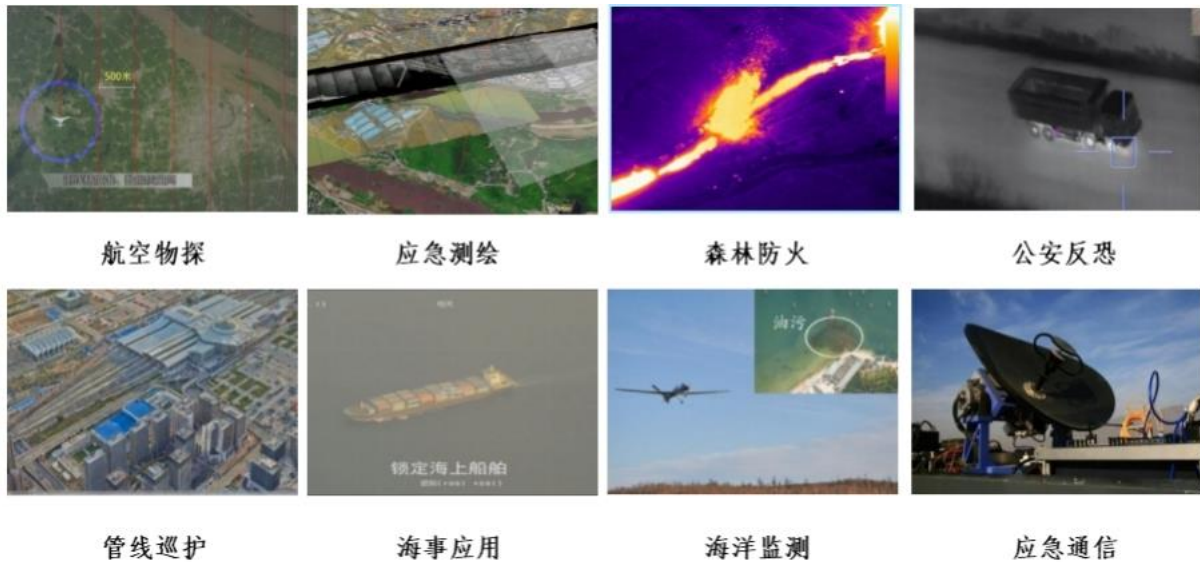 500米
航空物探
应急测绘
森林防火
公安反恐
锁定海上船舶
油污
管线巡护
海事应用
海洋监测
应急通信